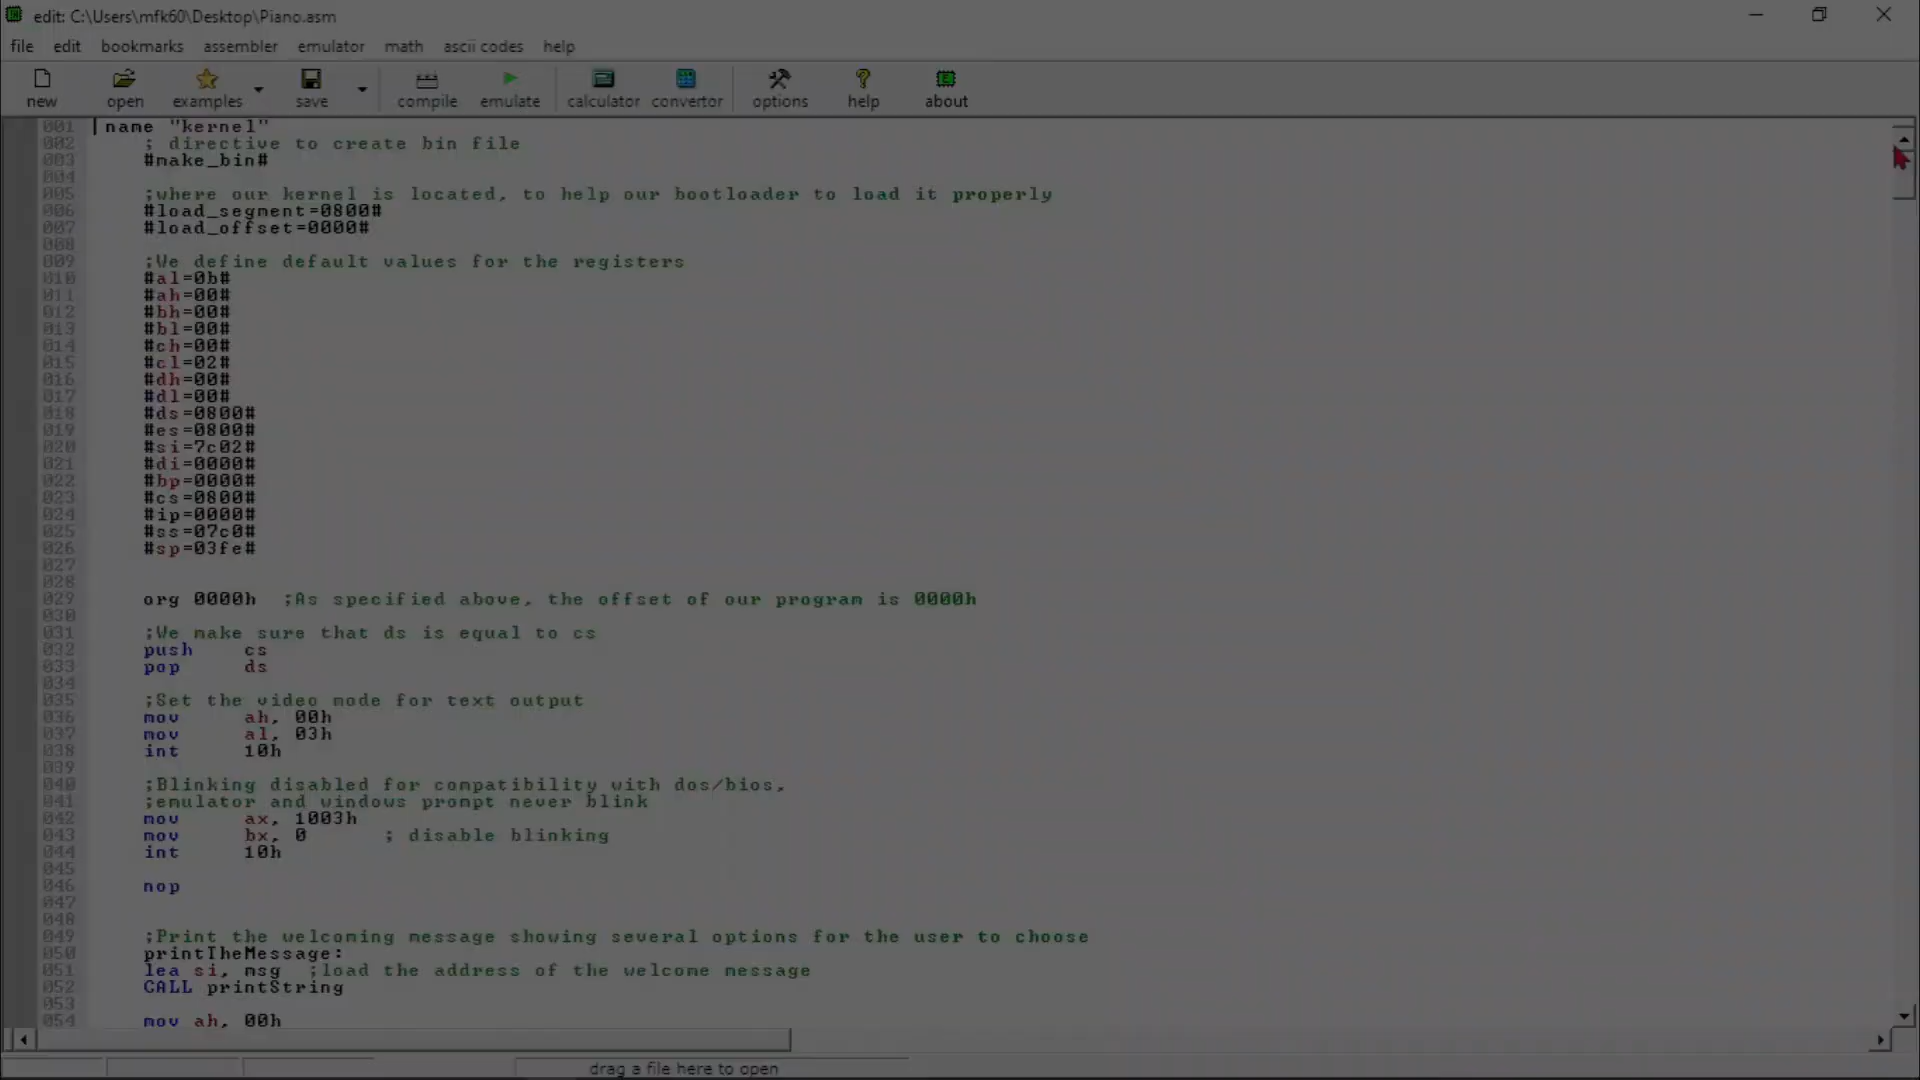 edit: C:\Users\mfk60\Desktop\Piano.asm
file edit bookmarks assembler emulator math ascii codes help
new open examples save compile emulate calculator convertor options help about
001 name "kernel"
002 ; directive to create bin file
003 #make_bin#
004
005 ;where our kernel is located, to help our bootloader to load it properly
006 #load_segment=0800#
007 #load_offset=0000#
008
009 ;We define default values for the registers
010 #al=0b#
011 #ah=00#
012 #bh=00#
013 #bl=00#
014 #ch=00#
015 #cl=02#
016 #dh=00#
017 #dl=00#
018 #ds=0800#
019 #es=0800#
020 #si=7c02#
021 #di=0000#
022 #bp=0000#
023 #cs=0800#
024 #ip=0000#
025 #ss=07c0#
026 #sp=03fe#
027
028
029 org 0000h ;As specified above, the offset of our program is 0000h
030
031 ;We make sure that ds is equal to cs
032 push cs
033 pop ds
034
035 ;Set the video mode for text output
036 mov ah, 00h
037 mov al, 03h
038 int 10h
039
040 ;Blinking disabled for compatibility with dos/bios,
041 ;emulator and windows prompt never blink
042 mov ax, 1003h
043 mov bx, 0 ; disable blinking
044 int 10h
045
046 nop
047
048
049 ;Print the welcoming message showing several options for the user to choose
050 printTheMessage:
051 lea si, msg ;load the address of the welcome message
052 CALL printString
053
054 mov ah, 00h
drag a file here to open